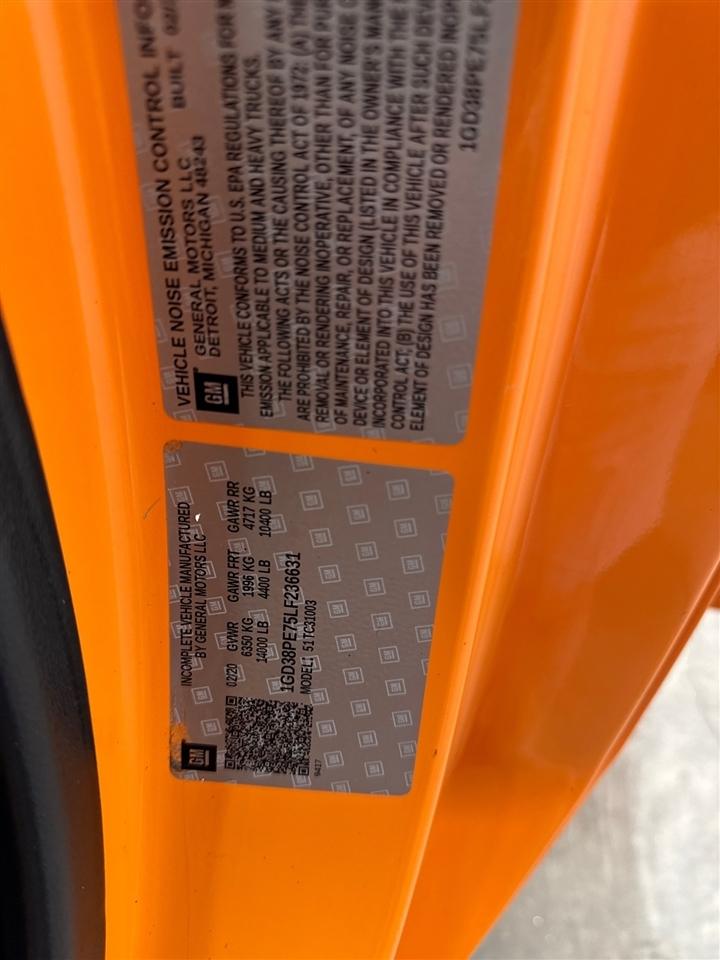 VEHICLE NOISE EMISSION CONTROL INFO
GENERAL MOTORS LLC
BUILT 02/
DETROIT, MICHIGAN 48243
GM
THIS VEHICLE CONFORMS TO U.S. EPA REGULATIONS FOR
EMISSION APPLICABLE TO MEDIUM AND HEAVY TRUCKS.
THE FOLLOWING ACTS OR THE CAUSING THEREOF BY ANY
ARE PROHIBITED BY THE NOISE CONTROL ACT OF 1972: (A) THE
REMOVAL OR RENDERING INOPERATIVE, OTHER THAN FOR
OF MAINTENANCE, REPAIR, OR REPLACEMENT, OF ANY NOISE
DEVICE OR ELEMENT OF DESIGN (LISTED IN THE OWNER'S
INCORPORATED INTO THIS VEHICLE IN COMPLIANCE WITH THE
CONTROL ACT; (B) THE USE OF THIS VEHICLE AFTER SUCH
ELEMENT OF DESIGN HAS BEEN REMOVED OR RENDERED
1GD38PE75LF
INCOMPLETE VEHICLE MANUFACTURED
BY GENERAL MOTORS LLC
GM
02/20 GVWR GAWR FRT GAWR RR
6350 KG 1996 KG 4717 KG
14000 LB 4400 LB 10400 LB
1GD38PE75LF236631
MODEL: 51TC31003
9417